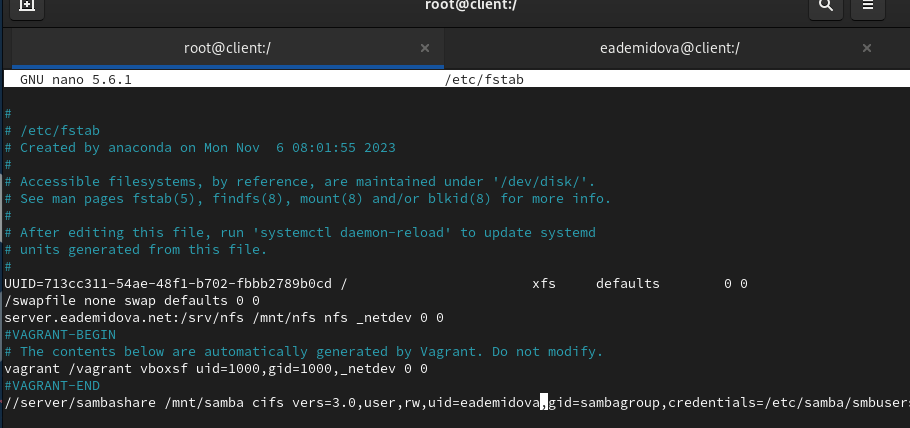 root@client:/
root@client:/ × eademidova@client:/ ×
GNU nano 5.6.1 /etc/fstab
#
# /etc/fstab
# Created by anaconda on Mon Nov  6 08:01:55 2023
#
# Accessible filesystems, by reference, are maintained under '/dev/disk/'.
# See man pages fstab(5), findfs(8), mount(8) and/or blkid(8) for more info.
#
# After editing this file, run 'systemctl daemon-reload' to update systemd
# units generated from this file.
#
UUID=713cc311-54ae-48f1-b702-fbbb2789b0cd / xfs defaults 0 0
/swapfile none swap defaults 0 0
server.eademidova.net:/srv/nfs /mnt/nfs nfs _netdev 0 0
#VAGRANT-BEGIN
# The contents below are automatically generated by Vagrant. Do not modify.
vagrant /vagrant vboxsf uid=1000,gid=1000,_netdev 0 0
#VAGRANT-END
//server/sambashare /mnt/samba cifs vers=3.0,user,rw,uid=eademidova,gid=sambagroup,credentials=/etc/samba/smbusers